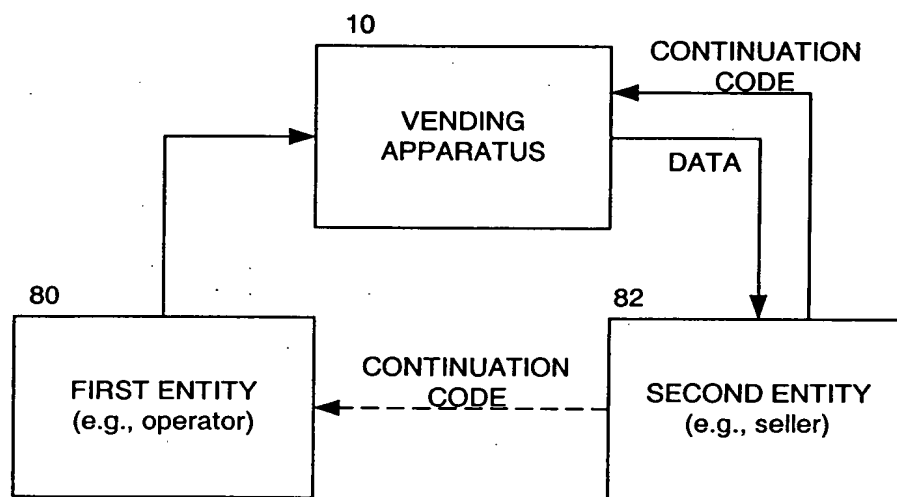 10
VENDING
APPARATUS
CONTINUATION
CODE
DATA
80
FIRST ENTITY
(e.g., operator)
CONTINUATION
CODE
82
SECOND ENTITY
(e.g., seller)